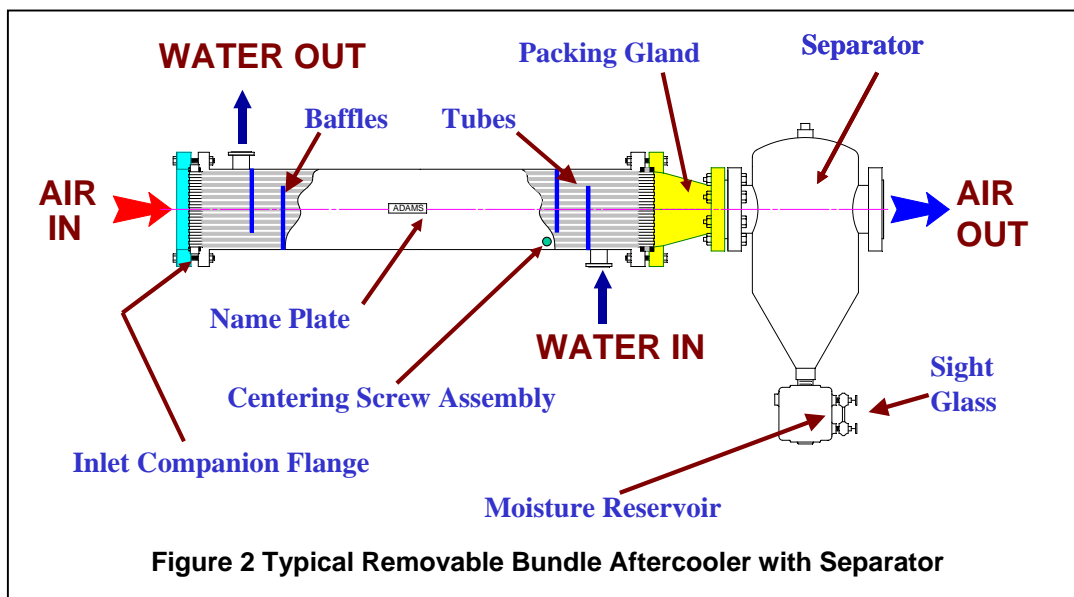 WATER OUT
Packing Gland
Separator
Baffles
Tubes
AIR
IN
ADAMS
AIR
OUT
Name Plate
WATER IN
Centering Screw Assembly
Sight
Glass
Inlet Companion Flange
Moisture Reservoir
Figure 2 Typical Removable Bundle Aftercooler with Separator